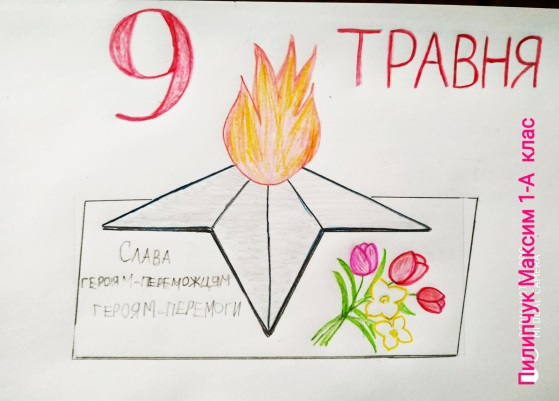 9 ТРАВНЯ
СЛАВА
ГЕРОЯМ-ПЕРЕМОЖЦЯМ
ГЕРОЯМ-ПЕРЕМОГИ
Пилипчук Максим 1-А клас